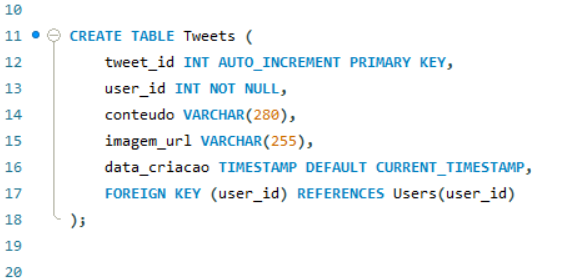 10
11 CREATE TABLE Tweets (
12 tweet_id INT AUTO_INCREMENT PRIMARY KEY,
13 user_id INT NOT NULL,
14 conteudo VARCHAR(280),
15 imagem_url VARCHAR(255),
16 data_criacao TIMESTAMP DEFAULT CURRENT_TIMESTAMP,
17 FOREIGN KEY (user_id) REFERENCES Users(user_id)
18 );
19
20